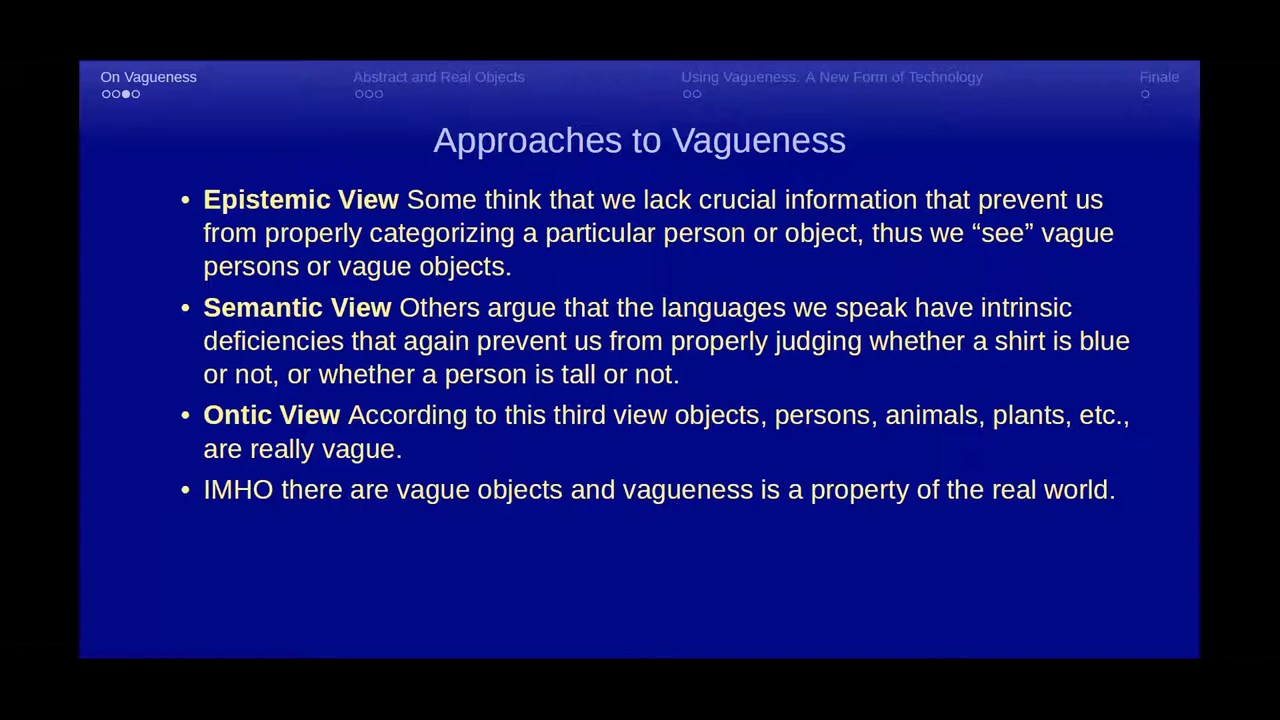 On Vagueness
Abstract and Real Objects
Using Vagueness: A New Form of Technology
Finale
Approaches to Vagueness
• Epistemic View Some think that we lack crucial information that prevent us
from properly categorizing a particular person or object, thus we “see” vague
persons or vague objects.
• Semantic View Others argue that the languages we speak have intrinsic
deficiencies that again prevent us from properly judging whether a shirt is blue
or not, or whether a person is tall or not.
• Ontic View According to this third view objects, persons, animals, plants, etc.,
are really vague.
• IMHO there are vague objects and vagueness is a property of the real world.